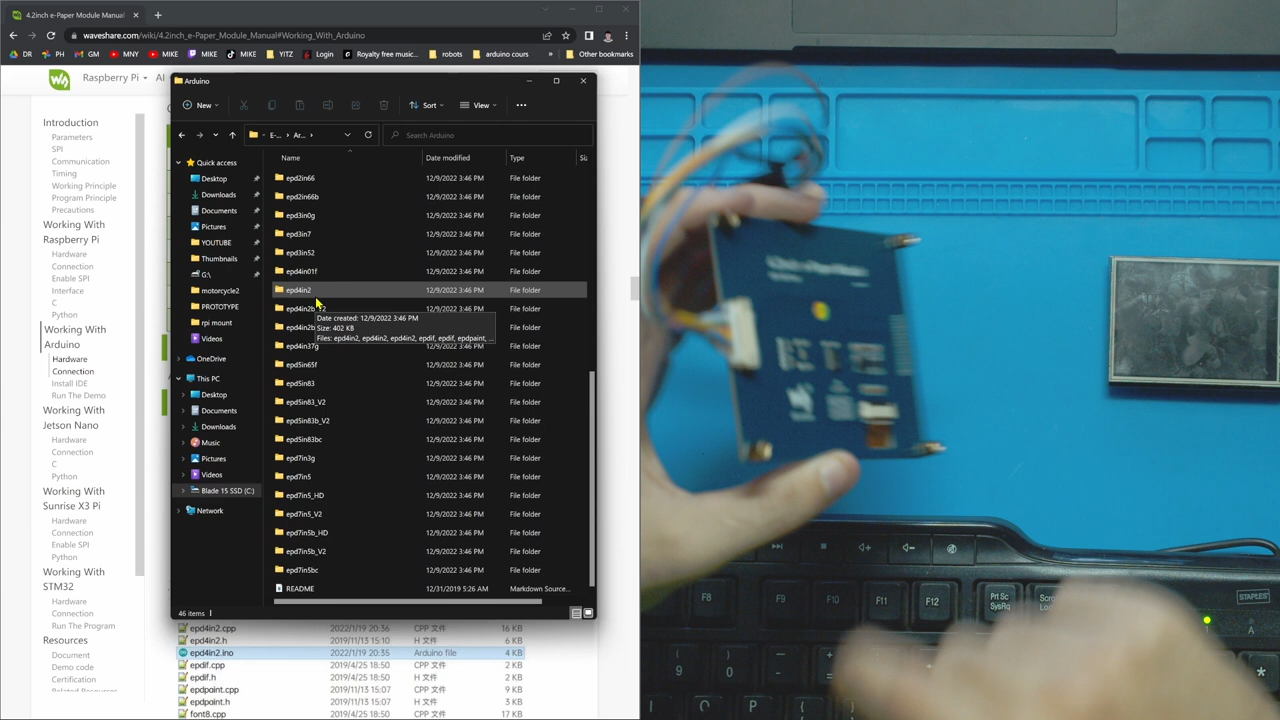 4.2inch e-Paper Module Manual
waveshare.com/wiki/4.2inch_e-Paper_Module_Manual#Working_With_Arduino
DR PH GM MNY MIKE MIKE MIKE YITZ Login Royalty free music... robots arduino cours » Other bookmarks
Raspberry Pi AI
Introduction
Parameters
SPI
Communication
Timing
Working Principle
Program Principle
Precautions
Working With
Raspberry Pi
Hardware
Connection
Enable SPI
Interface
C
Python
Working With
Arduino
Hardware
Connection
Install IDE
Run The Demo
Working With
Jetson Nano
Hardware
Connection
C
Python
Working With
Sunrise X3 Pi
Hardware
Connection
Enable SPI
Python
Working With
STM32
Hardware
Connection
Run The Program
Resources
Document
Demo code
Certification
Related Resources
Arduino
New Sort View
E-... Ar... Search Arduino
Quick access
Desktop
Downloads
Documents
Pictures
YOUTUBE
Thumbnails
G:\
motorcycle2
PROTOTYPE
rpi mount
Videos
OneDrive
This PC
Desktop
Documents
Downloads
Music
Pictures
Videos
Blade 15 SSD (C:)
Network
Name Date modified Type
epd2in66 12/9/2022 3:46 PM File folder
epd2in66b 12/9/2022 3:46 PM File folder
epd3in0g 12/9/2022 3:46 PM File folder
epd3in7 12/9/2022 3:46 PM File folder
epd3in52 12/9/2022 3:46 PM File folder
epd4in01f 12/9/2022 3:46 PM File folder
epd4in2 12/9/2022 3:46 PM File folder
12/9/2022 3:46 PM File folder
Date created: 12/9/2022 3:46 PM
Size: 402 KB
Files: epd4in2, epd4in2, epd4in2, epdif, epdif, epdpaint, ...
File folder
epd4in37g 12/9/2022 3:46 PM File folder
epd5in65f 12/9/2022 3:46 PM File folder
epd5in83 12/9/2022 3:46 PM File folder
epd5in83_V2 12/9/2022 3:46 PM File folder
epd5in83b_V2 12/9/2022 3:46 PM File folder
epd5in83bc 12/9/2022 3:46 PM File folder
epd7in3g 12/9/2022 3:46 PM File folder
epd7in5 12/9/2022 3:46 PM File folder
epd7in5_HD 12/9/2022 3:46 PM File folder
epd7in5_V2 12/9/2022 3:46 PM File folder
epd7in5b_HD 12/9/2022 3:46 PM File folder
epd7in5b_V2 12/9/2022 3:46 PM File folder
epd7in5bc 12/9/2022 3:46 PM File folder
README 12/31/2019 5:26 AM Markdown Source...
46 items
epd4in2.cpp 2022/1/19 20:36 CPP 文件 16 KB
epd4in2.h 2019/11/13 15:10 H 文件 6 KB
epd4in2.ino 2022/1/19 20:35 Arduino file 4 KB
epdif.cpp 2019/4/25 18:50 CPP 文件 2 KB
epdif.h 2019/4/25 18:50 H 文件 2 KB
epdpaint.cpp 2019/11/13 15:07 CPP 文件 9 KB
epdpaint.h 2019/11/13 15:07 H 文件 3 KB
font8.cpp 2019/4/25 18:50 CPP 文件 17 KB
F8 F9 F10 F11 F12 Prt Sc SysRq
STAPLES
1 A
( 9 ) 0
I O P